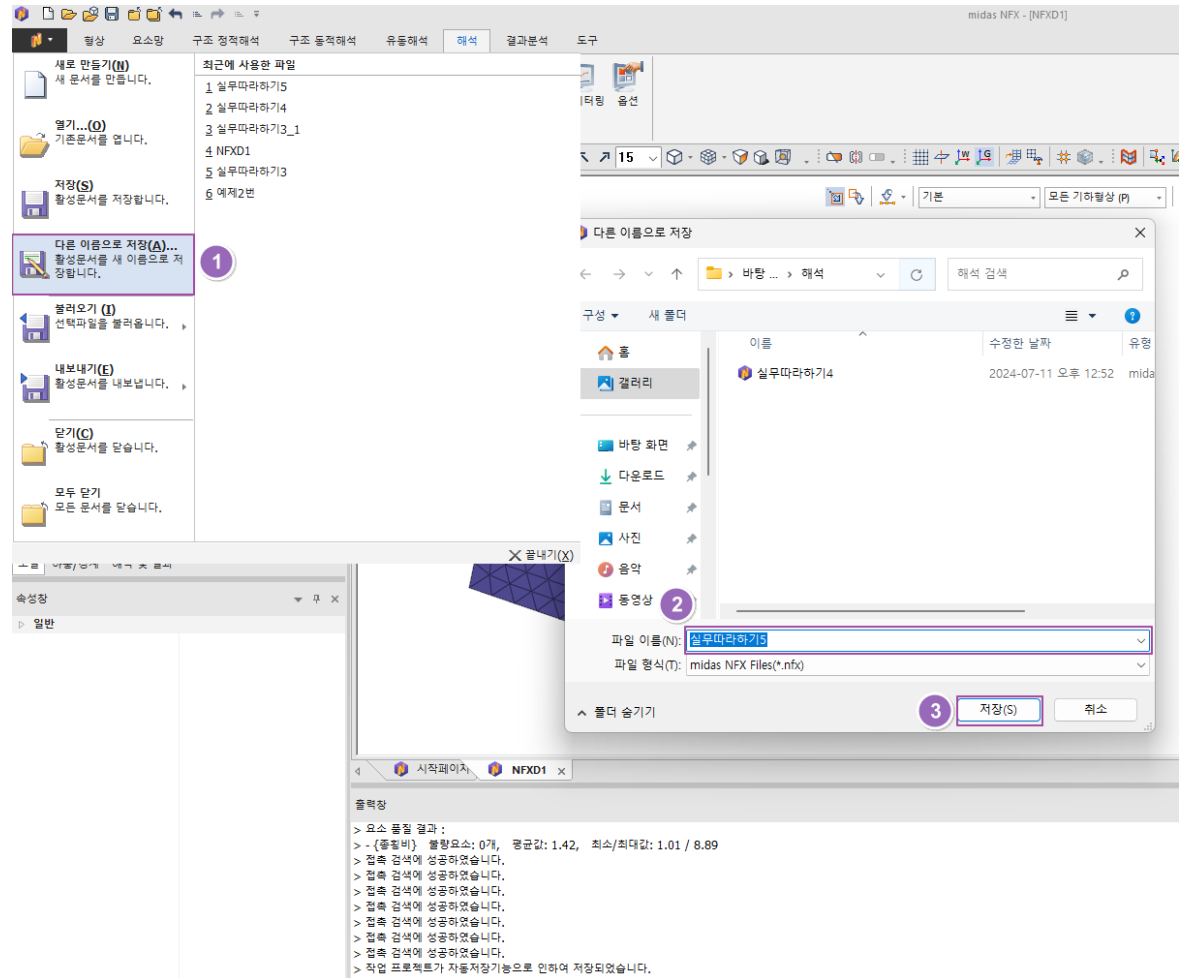 midas NFX - [NFXD1]
형상 요소망 구조 정적해석 구조 동적해석 유동해석 해석 결과분석 도구
새로 만들기(N)
새 문서를 만듭니다.
열기...(O)
기존문서를 엽니다.
저장(S)
활성문서를 저장합니다.
다른 이름으로 저장(A)...
활성문서를 새 이름으로 저
장합니다.
불러오기 (I)
선택파일을 불러옵니다.
내보내기(E)
활성문서를 내보냅니다.
닫기(C)
활성문서를 닫습니다.
모두 닫기
모든 문서를 닫습니다.
최근에 사용한 파일
1 실무따라하기5
2 실무따라하기4
3 실무따라하기3_1
4 NFXD1
5 실무따라하기3
6 예제2번
끝내기(X)
1
터링 옵션
15
기본 모든 기하형상 (P)
다른 이름으로 저장
바탕 ... › 해석
해석 검색
구성 새 폴더
이름 수정한 날짜 유형
홈
갤러리
실무따라하기4 2024-07-11 오후 12:52 mida
바탕 화면
다운로드
문서
사진
음악
동영상
2
파일 이름(N): 실무따라하기5
파일 형식(T): midas NFX Files(*.nfx)
폴더 숨기기
3
저장(S) 취소
속성창
일반
시작페이지 NFXD1
출력창
> 요소 품질 결과 :
> - {종횡비} 불량요소: 0개, 평균값: 1.42, 최소/최대값: 1.01 / 8.89
> 접촉 검색에 성공하였습니다.
> 접촉 검색에 성공하였습니다.
> 접촉 검색에 성공하였습니다.
> 접촉 검색에 성공하였습니다.
> 접촉 검색에 성공하였습니다.
> 접촉 검색에 성공하였습니다.
> 접촉 검색에 성공하였습니다.
> 작업 프로젝트가 자동저장기능으로 인하여 저장되었습니다.